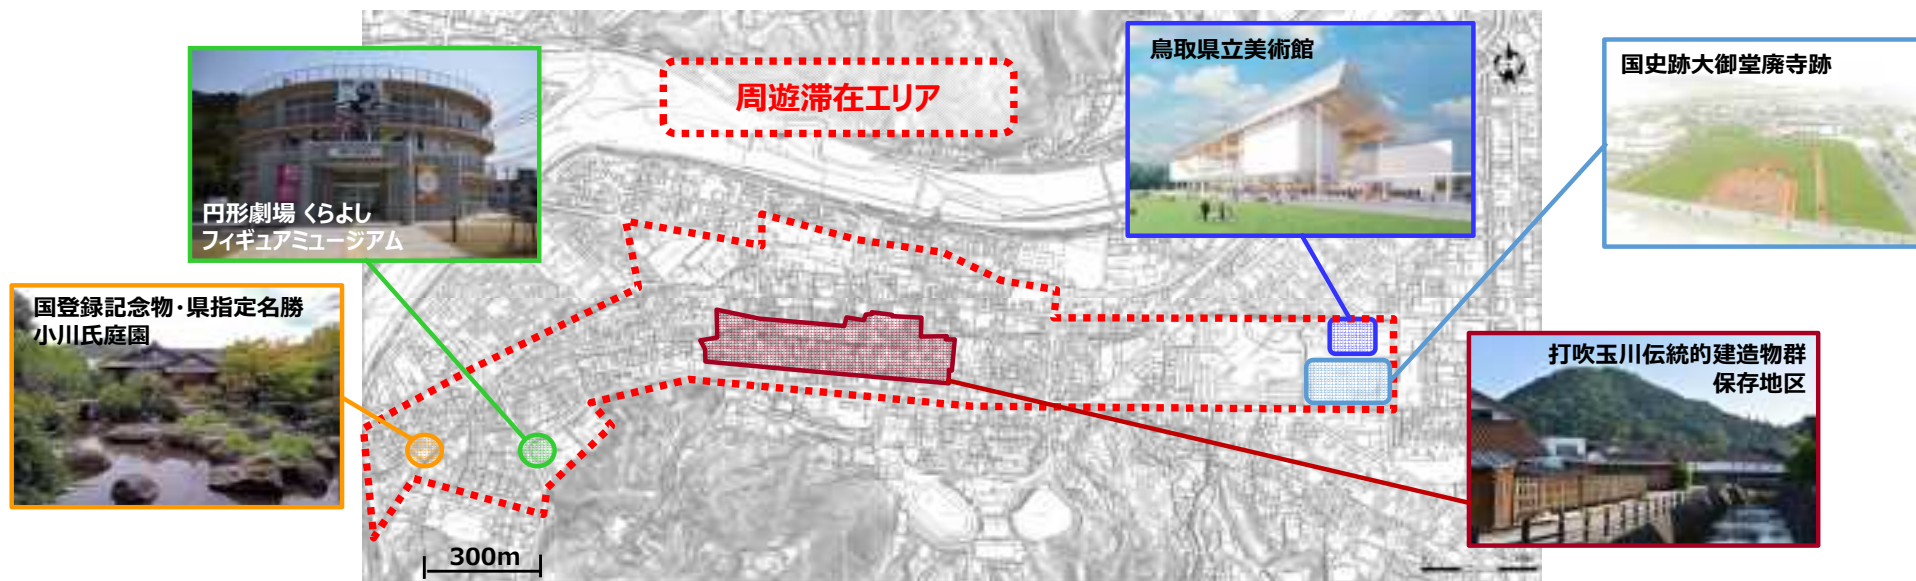 周遊滞在エリア
鳥取県立美術館
国史跡大御堂廃寺跡
円形劇場 くらよし
フィギュアミュージアム
国登録記念物・県指定名勝
小川氏庭園
打吹玉川伝統的建造物群
保存地区
300m